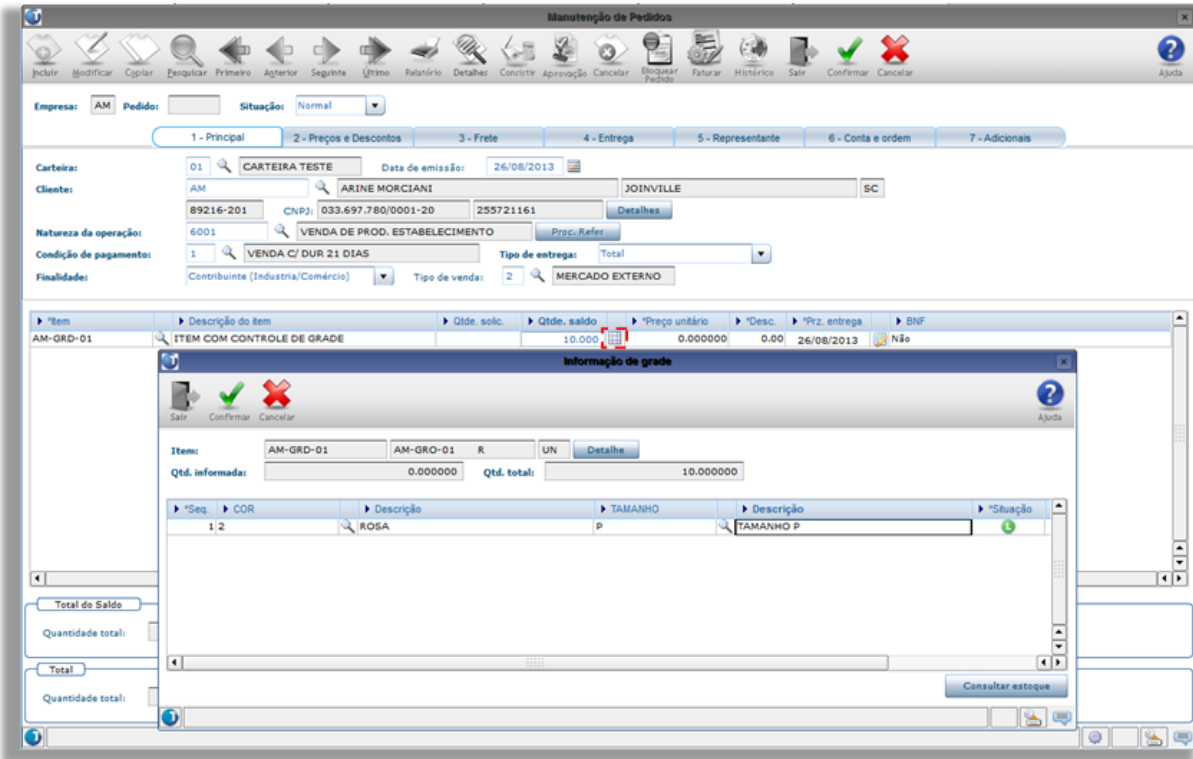 Manutenção de Pedidos
Incluir Modificar Copiar Pesquisar Primeiro Anterior Seguinte Último Relatório Detalhes Consistir Aprovação Cancelar Bloquear Pedido Faturar Histórico Sair Confirmar Cancelar Ajuda
Empresa: AM Pedido: Situação: Normal
1 - Principal 2 - Preços e Descontos 3 - Frete 4 - Entrega 5 - Representante 6 - Conta e ordem 7 - Adicionais
Carteira: 01 CARTEIRA TESTE Data de emissão: 26/08/2013
Cliente: AM ARINE MORCIANI JOINVILLE SC
89216-201 CNPJ: 033.697.780/0001-20 255721161 Detalhes
Natureza da operação: 6001 VENDA DE PROD. ESTABELECIMENTO Proc. Refer
Condição de pagamento: 1 VENDA C/ DUR 21 DIAS Tipo de entrega: Total
Finalidade: Contribuinte (Industria/Comércio) Tipo de venda: 2 MERCADO EXTERNO
*Item Descrição do item Qtde. solic. Qtde. saldo *Preço unitário *Desc. *Prz. entrega BNF
AM-GRD-01 ITEM COM CONTROLE DE GRADE 10.000 0.000000 0.00 26/08/2013 Não
Informação de grade
Sair Confirmar Cancelar Ajuda
Item: AM-GRD-01 AM-GRO-01 R UN Detalhe
Qtd. informada: 0.000000 Qtd. total: 10.000000
*Seq. COR Descrição TAMANHO Descrição *Situação
1 2 ROSA P TAMANHO P L
Total do Saldo
Quantidade total:
Total
Quantidade total:
Consultar estoque